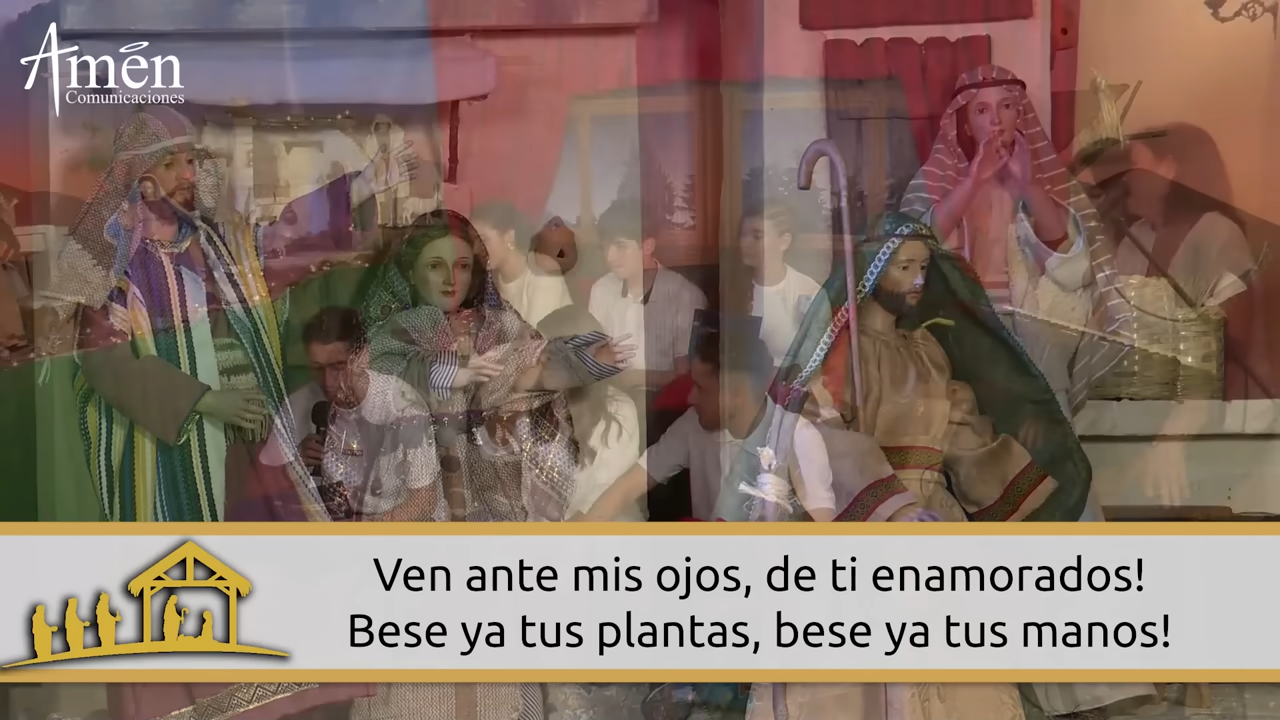 Amén
Comunicaciones
Ven ante mis ojos, de ti enamorados!
Bese ya tus plantas, bese ya tus manos!